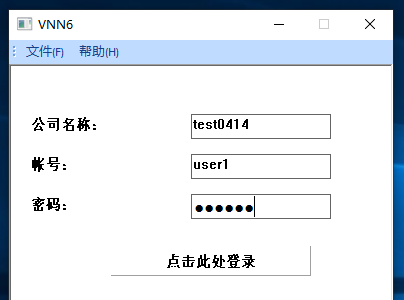 VNN6
文件(F) 帮助(H)
公司名称: test0414
帐号: user1
密码: ●●●●●●
点击此处登录